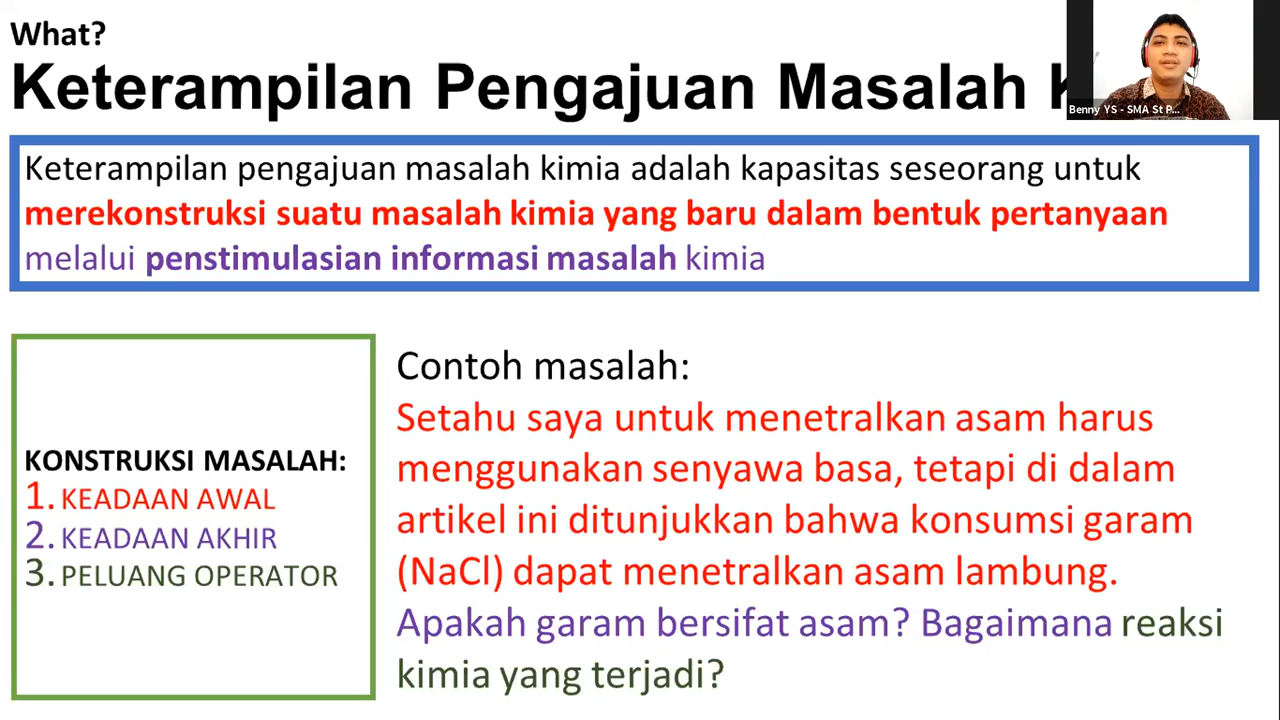 What?
Keterampilan Pengajuan Masalah
Benny YS - SMA St P...
Keterampilan pengajuan masalah kimia adalah kapasitas seseorang untuk
merekonstruksi suatu masalah kimia yang baru dalam bentuk pertanyaan
melalui penstimulasian informasi masalah kimia
KONSTRUKSI MASALAH:
1. KEADAAN AWAL
2. KEADAAN AKHIR
3. PELUANG OPERATOR
Contoh masalah:
Setahu saya untuk menetralkan asam harus
menggunakan senyawa basa, tetapi di dalam
artikel ini ditunjukkan bahwa konsumsi garam
(NaCl) dapat menetralkan asam lambung.
Apakah garam bersifat asam? Bagaimana reaksi
kimia yang terjadi?